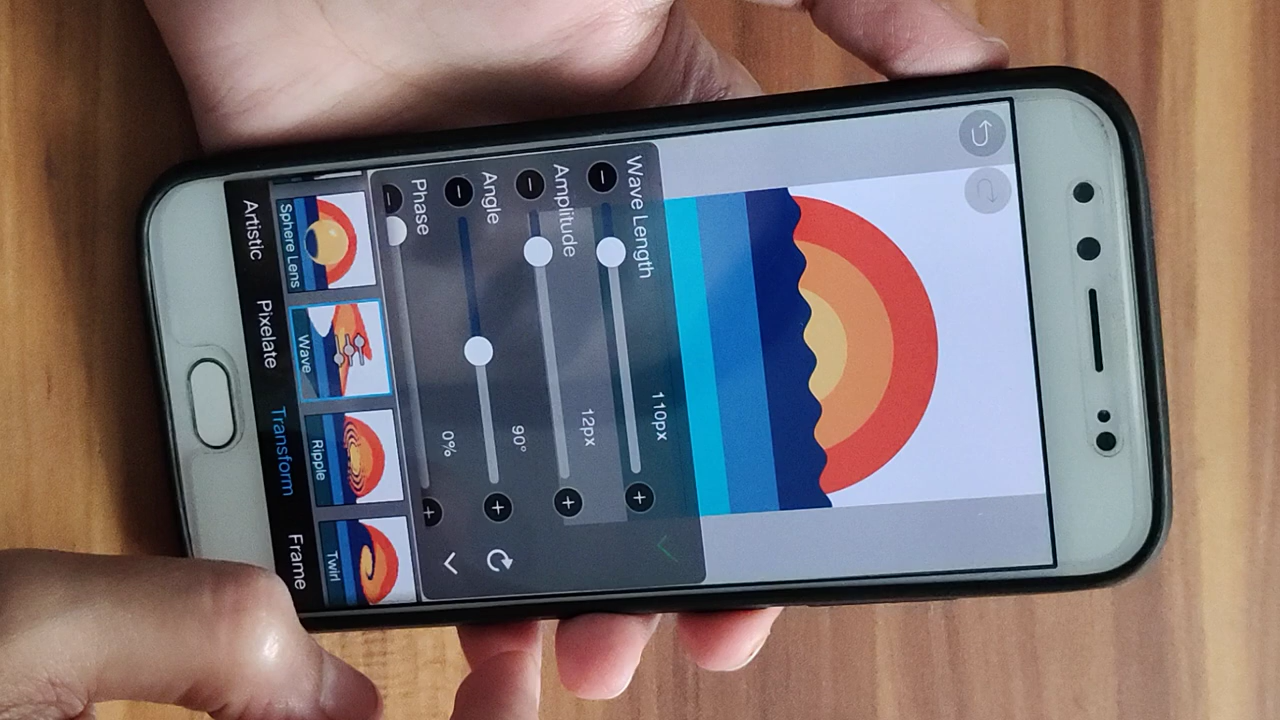 Wave Length
110px
Amplitude
12px
Angle
90°
Phase
0%
Sphere Lens
Wave
Ripple
Twirl
Artistic
Pixelate
Transform
Frame